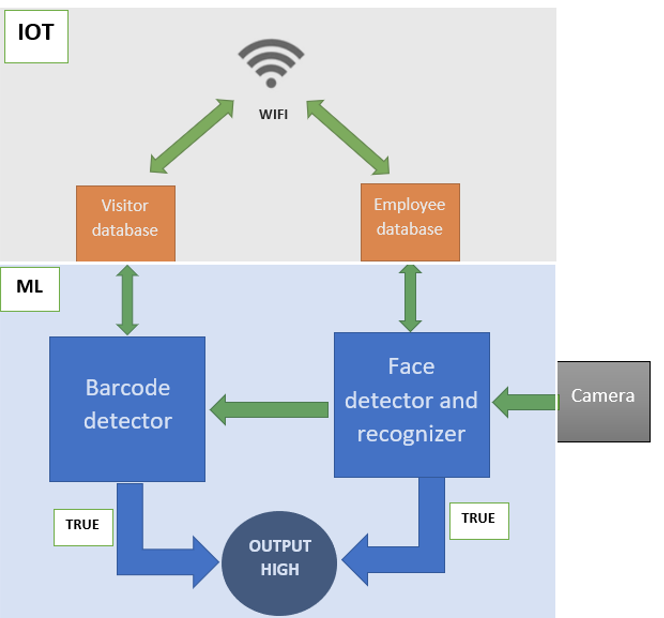 IOT
WIFI
Visitor
database
Employee
database
ML
Barcode
detector
Face
detector and
recognizer
Camera
TRUE
TRUE
OUTPUT
HIGH